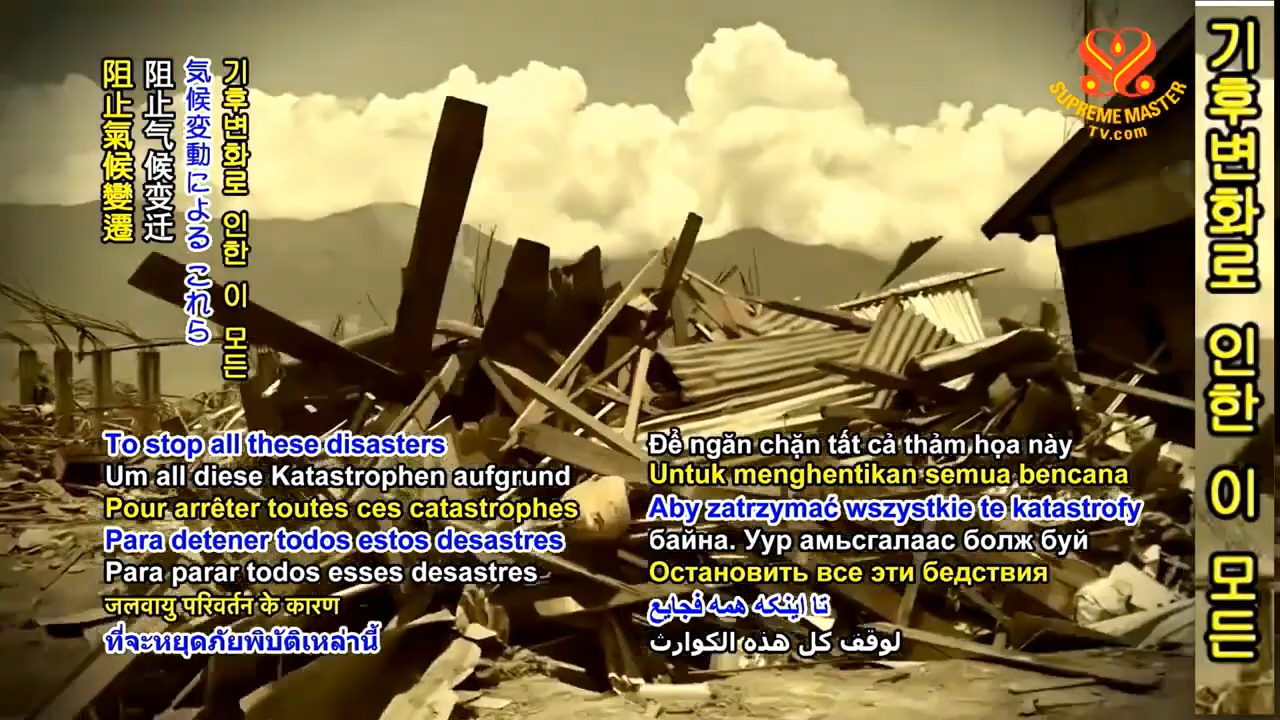 阻止氣候變遷
阻止气候变迁
気候変動による これら
기후변화로 인한 이 모든
To stop all these disasters
Um all diese Katastrophen aufgrund
Pour arrêter toutes ces catastrophes
Para detener todos estos desastres
Para parar todos esses desastres
जलवायु परिवर्तन के कारण
ที่จะหยุดภัยพิบัติเหล่านี้
Để ngăn chặn tất cả thảm họa này
Untuk menghentikan semua bencana
Aby zatrzymać wszystkie te katastrofy
байна. Уур амьсгалаас болж буй
Остановить все эти бедствия
تا اینکه همه فجایع
لوقف كل هذه الكوارث
SUPREME MASTER
TV.com
기후변화로 인한 이 모든